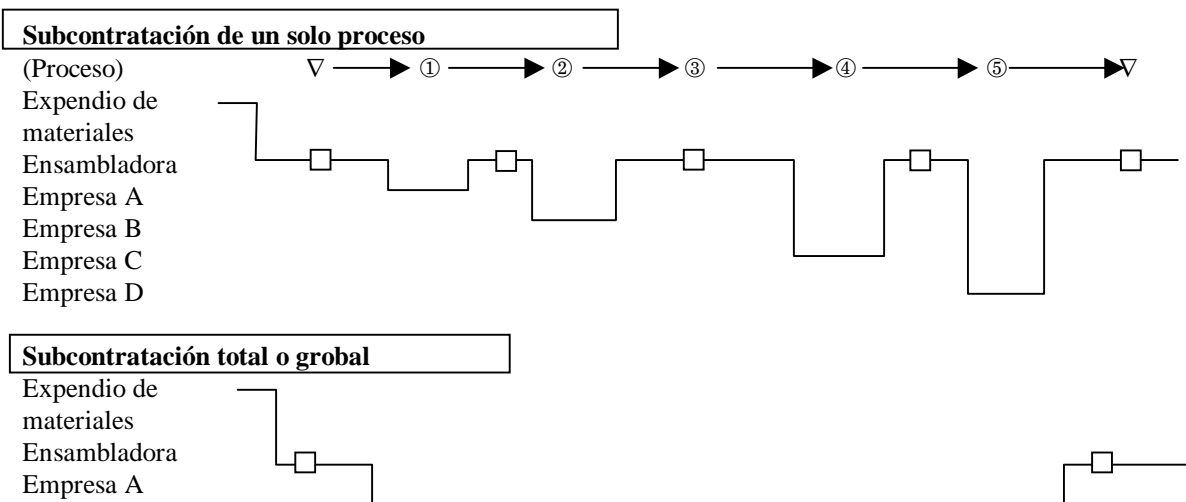 Subcontratación de un solo proceso
(Proceso) ∇ ① ② ③ ④ ⑤ ∇
Expendio de
materiales
Ensambladora
Empresa A
Empresa B
Empresa C
Empresa D
Subcontratación total o grobal
Expendio de
materiales
Ensambladora
Empresa A